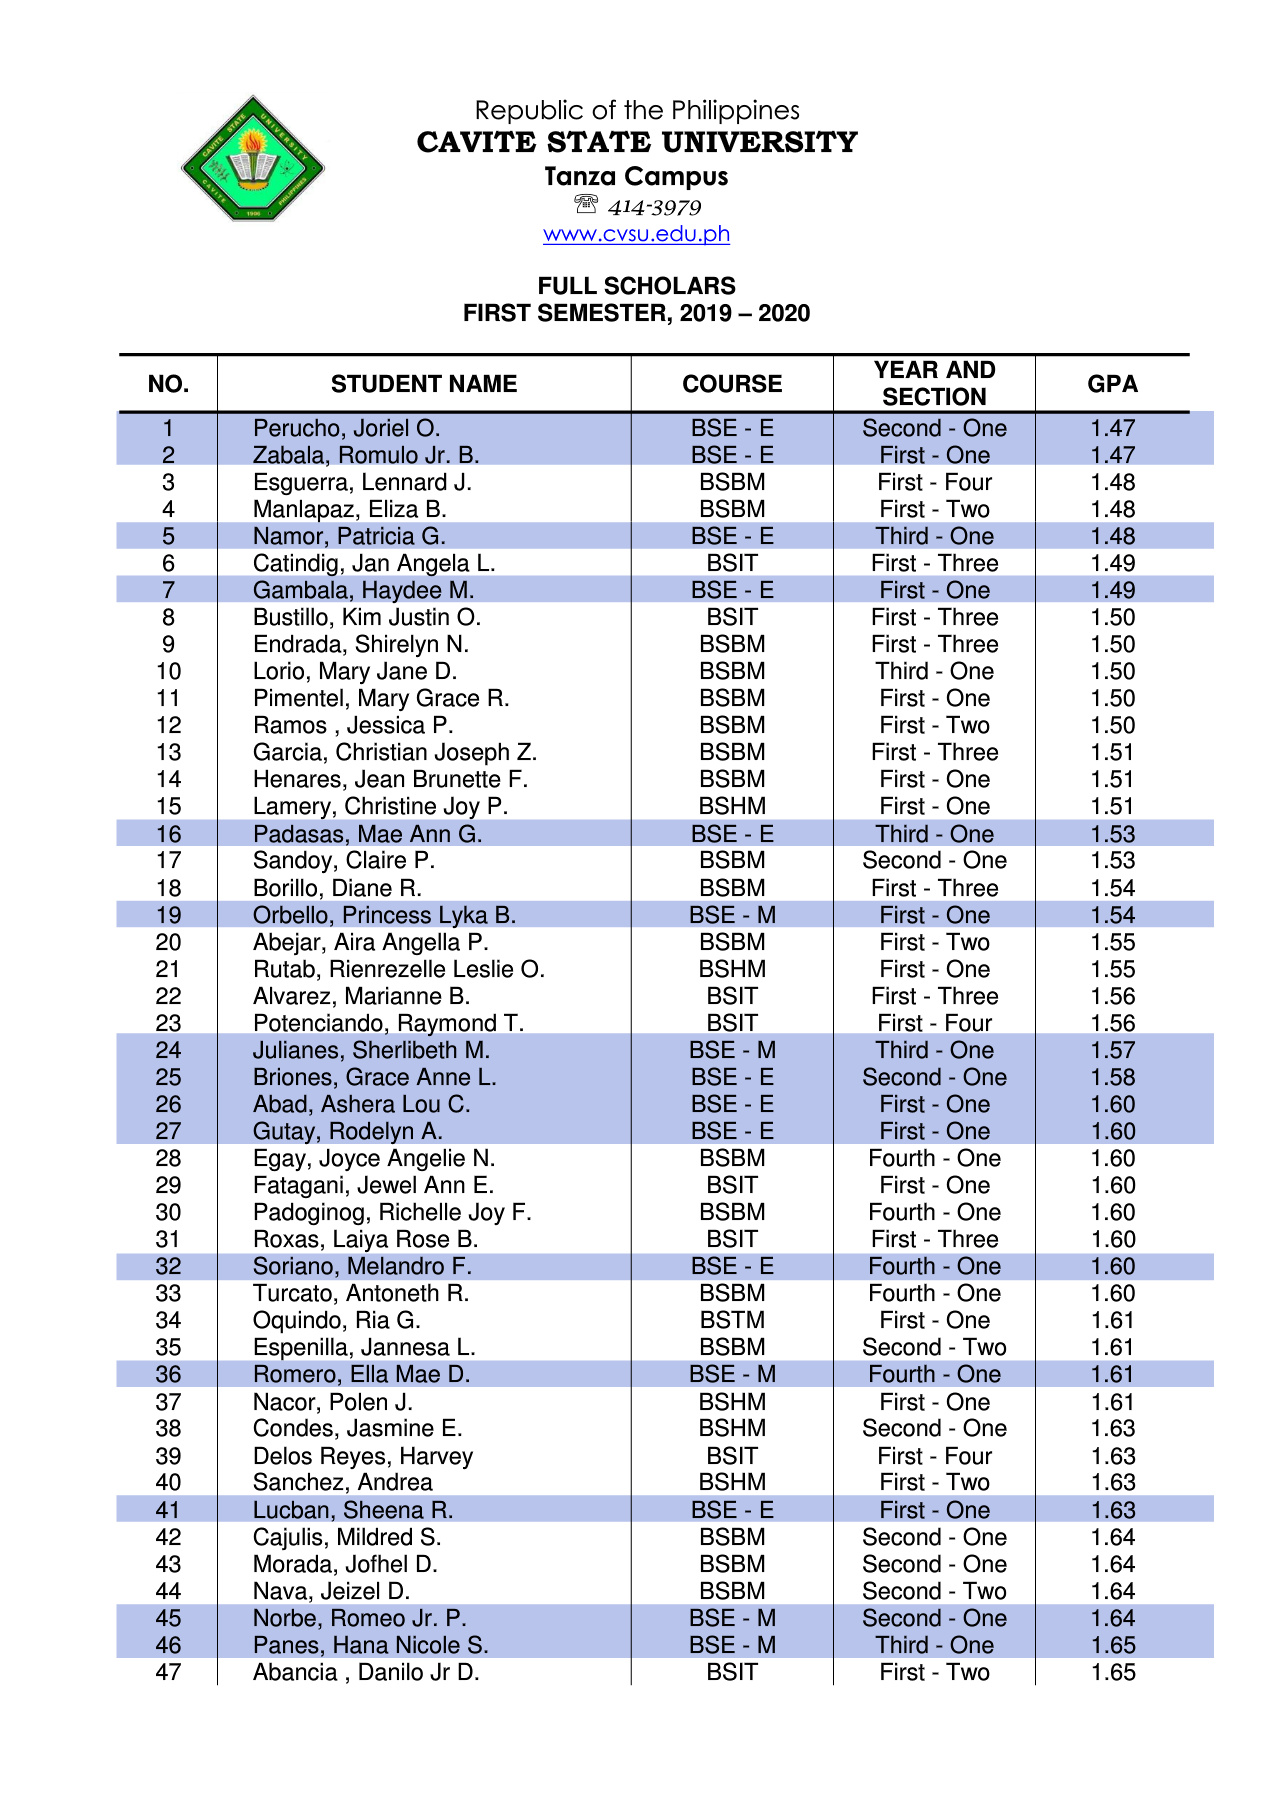 Republic of the Philippines
CAVITE STATE UNIVERSITY
Tanza Campus
☏ 414-3979
www.cvsu.edu.ph
CAVITE STATE UNIVERSITY
CAVITE PHILIPPINES
1906
FULL SCHOLARS
FIRST SEMESTER, 2019 – 2020
NO. STUDENT NAME COURSE YEAR AND SECTION GPA
1 Perucho, Joriel O. BSE - E Second - One 1.47
2 Zabala, Romulo Jr. B. BSE - E First - One 1.47
3 Esguerra, Lennard J. BSBM First - Four 1.48
4 Manlapaz, Eliza B. BSBM First - Two 1.48
5 Namor, Patricia G. BSE - E Third - One 1.48
6 Catindig, Jan Angela L. BSIT First - Three 1.49
7 Gambala, Haydee M. BSE - E First - One 1.49
8 Bustillo, Kim Justin O. BSIT First - Three 1.50
9 Endrada, Shirelyn N. BSBM First - Three 1.50
10 Lorio, Mary Jane D. BSBM Third - One 1.50
11 Pimentel, Mary Grace R. BSBM First - One 1.50
12 Ramos , Jessica P. BSBM First - Two 1.50
13 Garcia, Christian Joseph Z. BSBM First - Three 1.51
14 Henares, Jean Brunette F. BSBM First - One 1.51
15 Lamery, Christine Joy P. BSHM First - One 1.51
16 Padasas, Mae Ann G. BSE - E Third - One 1.53
17 Sandoy, Claire P. BSBM Second - One 1.53
18 Borillo, Diane R. BSBM First - Three 1.54
19 Orbello, Princess Lyka B. BSE - M First - One 1.54
20 Abejar, Aira Angella P. BSBM First - Two 1.55
21 Rutab, Rienrezelle Leslie O. BSHM First - One 1.55
22 Alvarez, Marianne B. BSIT First - Three 1.56
23 Potenciando, Raymond T. BSIT First - Four 1.56
24 Julianes, Sherlibeth M. BSE - M Third - One 1.57
25 Briones, Grace Anne L. BSE - E Second - One 1.58
26 Abad, Ashera Lou C. BSE - E First - One 1.60
27 Gutay, Rodelyn A. BSE - E First - One 1.60
28 Egay, Joyce Angelie N. BSBM Fourth - One 1.60
29 Fatagani, Jewel Ann E. BSIT First - One 1.60
30 Padoginog, Richelle Joy F. BSBM Fourth - One 1.60
31 Roxas, Laiya Rose B. BSIT First - Three 1.60
32 Soriano, Melandro F. BSE - E Fourth - One 1.60
33 Turcato, Antoneth R. BSBM Fourth - One 1.60
34 Oquindo, Ria G. BSTM First - One 1.61
35 Espenilla, Jannesa L. BSBM Second - Two 1.61
36 Romero, Ella Mae D. BSE - M Fourth - One 1.61
37 Nacor, Polen J. BSHM First - One 1.61
38 Condes, Jasmine E. BSHM Second - One 1.63
39 Delos Reyes, Harvey BSIT First - Four 1.63
40 Sanchez, Andrea BSHM First - Two 1.63
41 Lucban, Sheena R. BSE - E First - One 1.63
42 Cajulis, Mildred S. BSBM Second - One 1.64
43 Morada, Jofhel D. BSBM Second - One 1.64
44 Nava, Jeizel D. BSBM Second - Two 1.64
45 Norbe, Romeo Jr. P. BSE - M Second - One 1.64
46 Panes, Hana Nicole S. BSE - M Third - One 1.65
47 Abancia , Danilo Jr D. BSIT First - Two 1.65